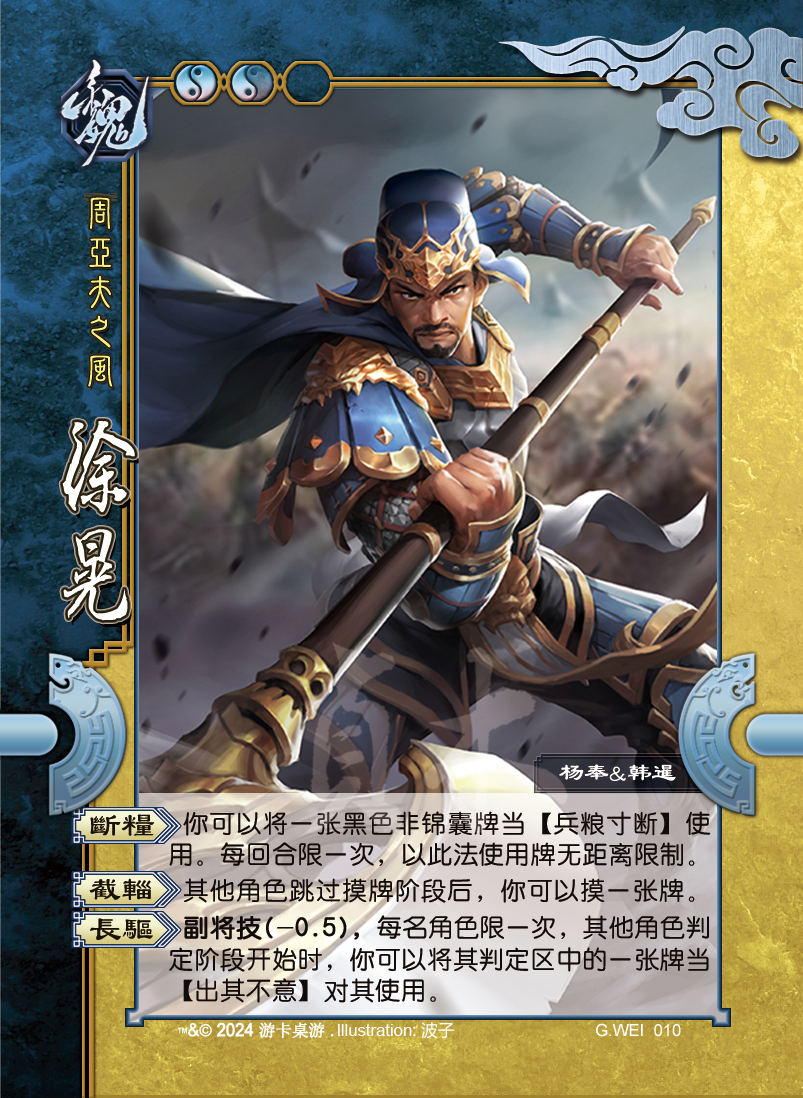 魏
周亞夫之風
徐晃
杨奉&韩暹
斷糧
你可以将一张黑色非锦囊牌当【兵粮寸断】使
用。每回合限一次，以此法使用牌无距离限制。
截輜
其他角色跳过摸牌阶段后，你可以摸一张牌。
長驅
副将技(−0.5)，每名角色限一次，其他角色判
定阶段开始时，你可以将其判定区中的一张牌当
【出其不意】对其使用。
™&© 2024 游卡桌游 . Illustration: 波子
G.WEI 010